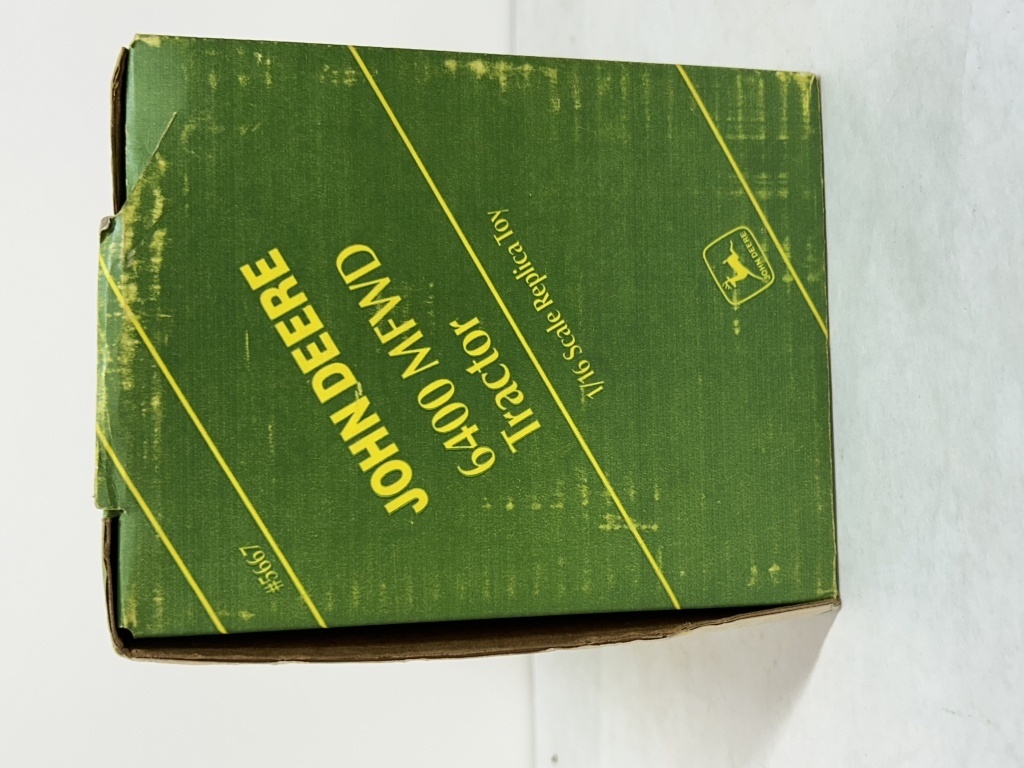 #5667
JOHN DEERE
6400 MFWD
Tractor
1/16 Scale Replica Toy
JOHN DEERE